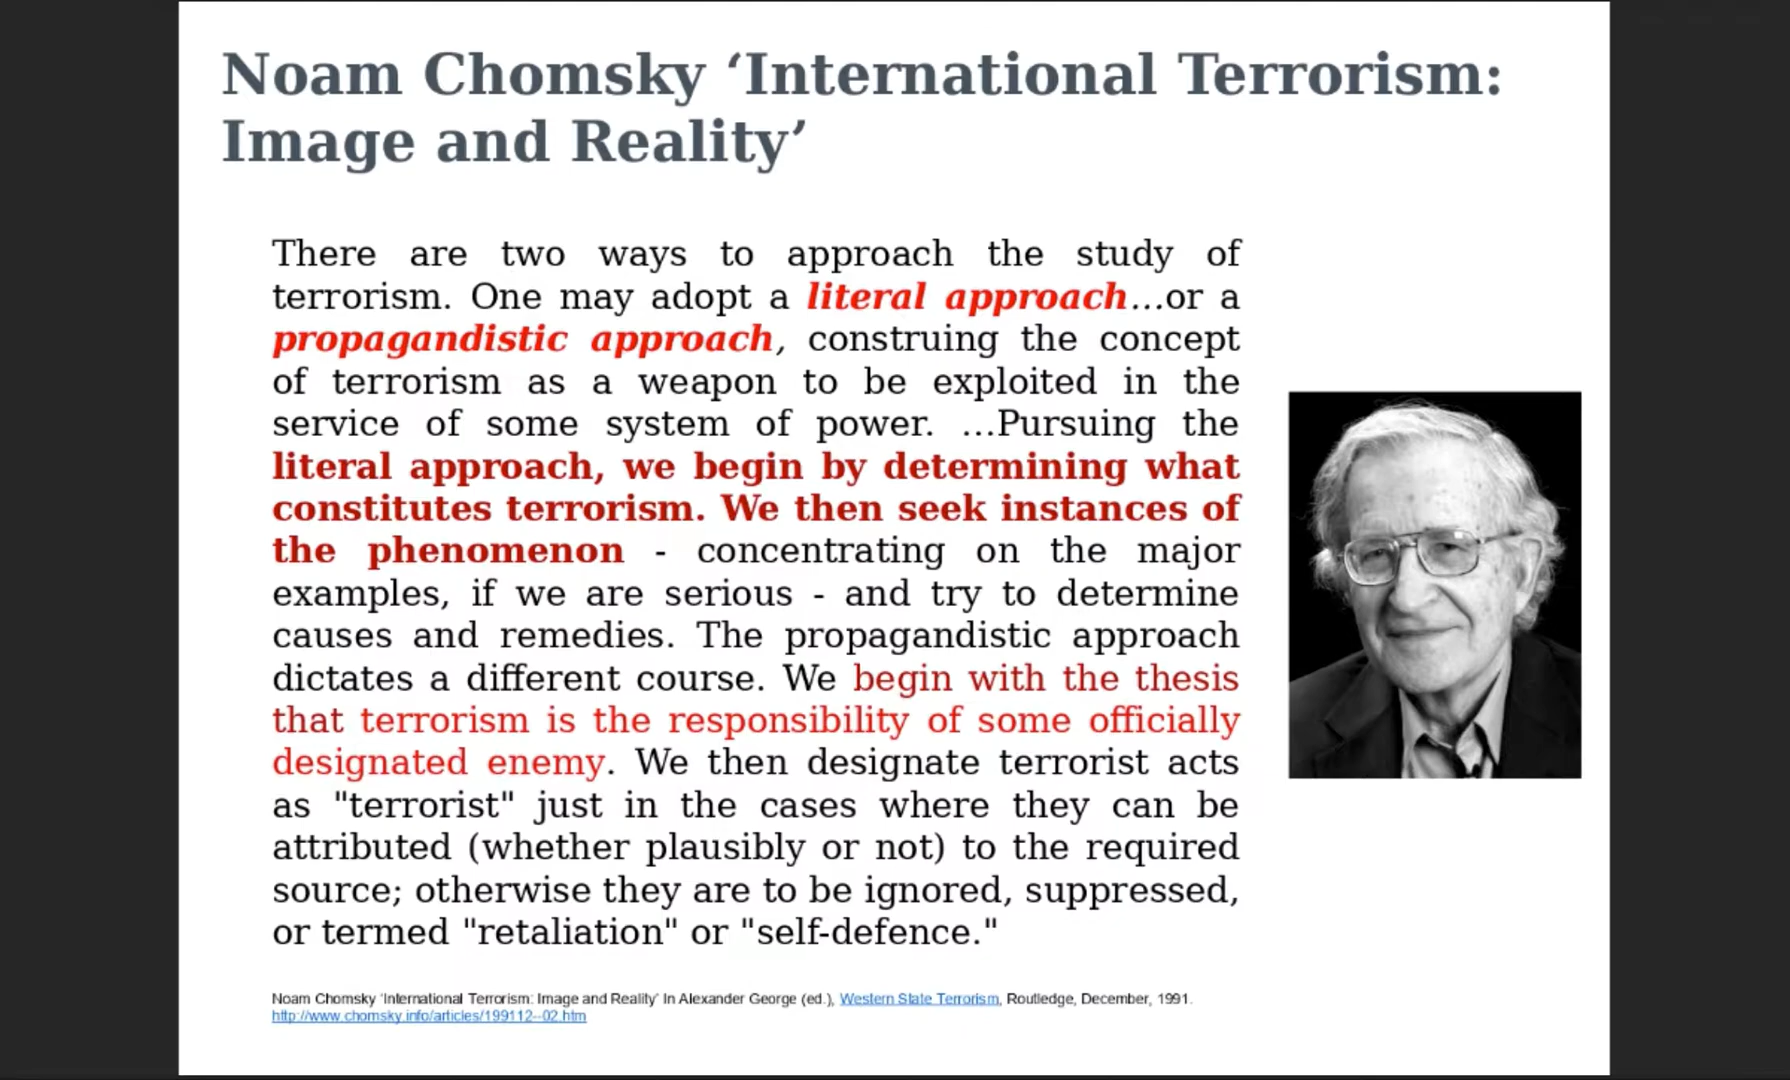 Noam Chomsky ‘International Terrorism:
Image and Reality’
There are two ways to approach the study of
terrorism. One may adopt a literal approach...or a
propagandistic approach, construing the concept
of terrorism as a weapon to be exploited in the
service of some system of power. ...Pursuing the
literal approach, we begin by determining what
constitutes terrorism. We then seek instances of
the phenomenon - concentrating on the major
examples, if we are serious - and try to determine
causes and remedies. The propagandistic approach
dictates a different course. We begin with the thesis
that terrorism is the responsibility of some officially
designated enemy. We then designate terrorist acts
as "terrorist" just in the cases where they can be
attributed (whether plausibly or not) to the required
source; otherwise they are to be ignored, suppressed,
or termed "retaliation" or "self-defence."
Noam Chomsky ‘International Terrorism: Image and Reality’ In Alexander George (ed.), Western State Terrorism, Routledge, December, 1991.
http://www.chomsky.info/articles/199112--02.htm